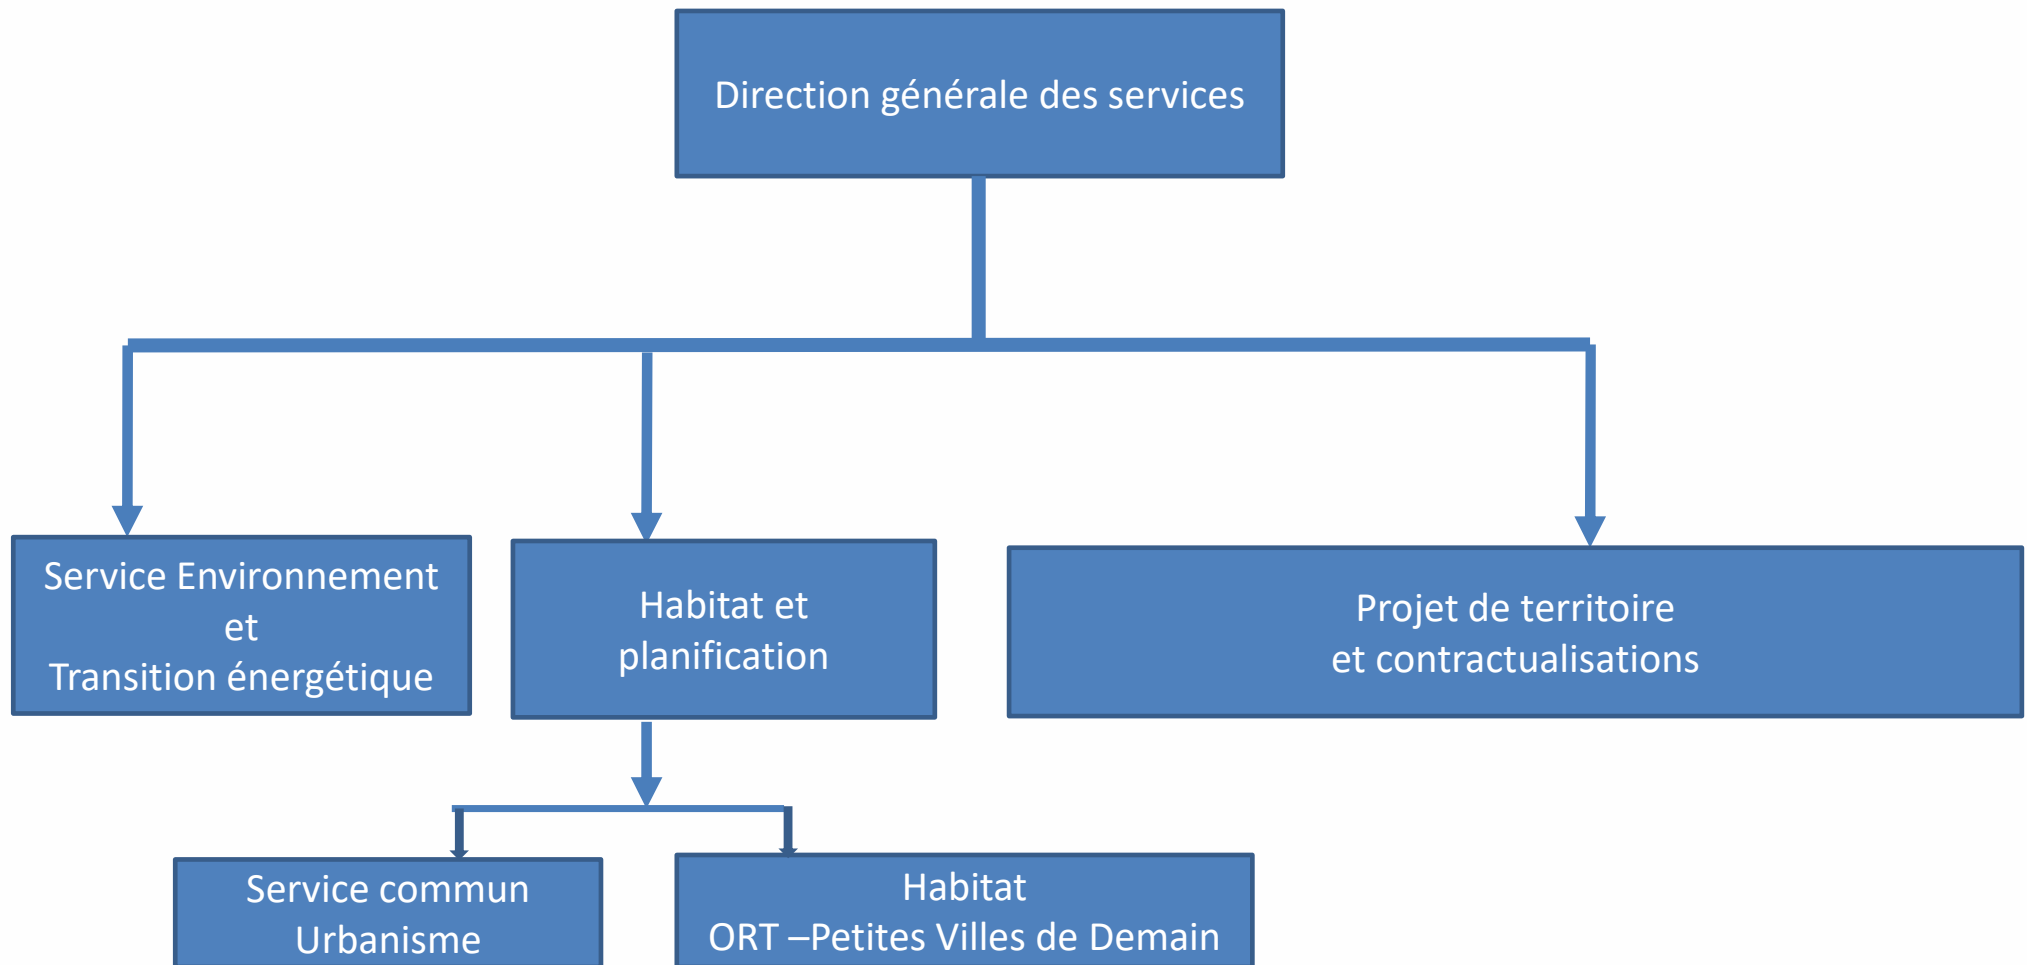 Direction générale des services
Service Environnement
et
Transition énergétique
Habitat et
planification
Projet de territoire
et contractualisations
Service commun
Urbanisme
Habitat
ORT –Petites Villes de Demain